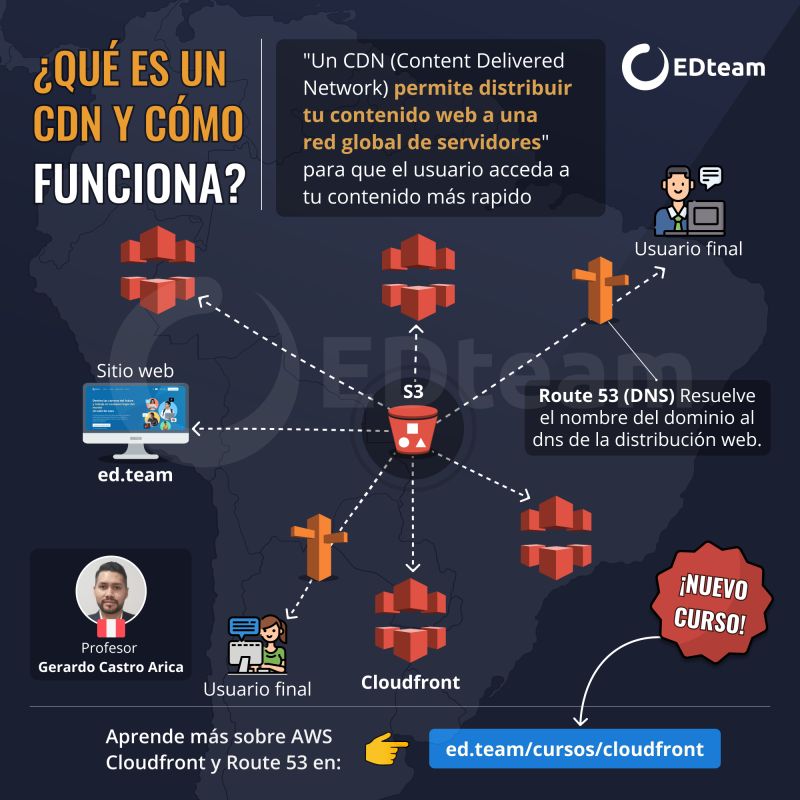 ¿QUÉ ES UN
CDN Y CÓMO
FUNCIONA?
"Un CDN (Content Delivered
Network) permite distribuir
tu contenido web a una
red global de servidores"
para que el usuario acceda a
tu contenido más rapido
EDteam
Usuario final
EDteam
Sitio web
S3
Route 53 (DNS) Resuelve
el nombre del dominio al
dns de la distribución web.
ed.team
¡NUEVO
CURSO!
Profesor
Gerardo Castro Arica
Usuario final
Cloudfront
Aprende más sobre AWS
Cloudfront y Route 53 en:
ed.team/cursos/cloudfront